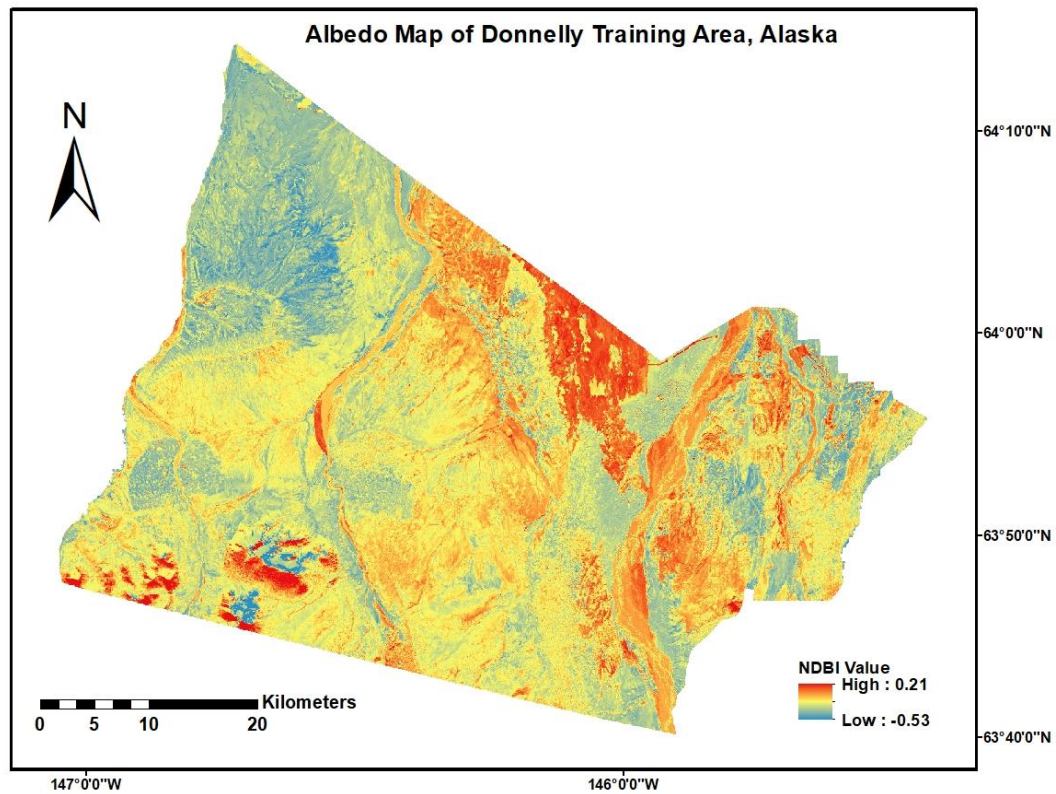 Albedo Map of Donnelly Training Area, Alaska
N
64°10'0"N
64°0'0"N
63°50'0"N
NDBI Value
High : 0.21
Low : -0.53
Kilometers
0 5 10 20
63°40'0"N
147°0'0"W 146°0'0"W